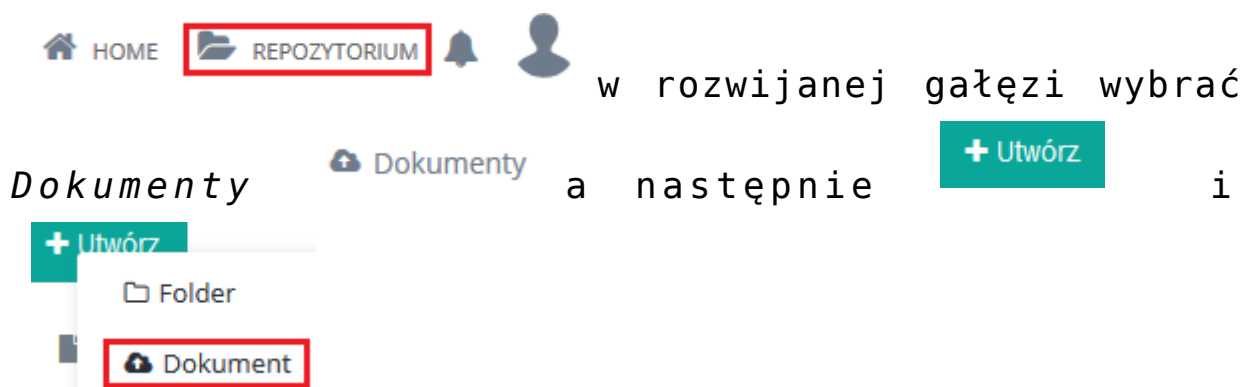 HOME REPOZYTORIUM
w rozwijanej gałęzi wybrać
Dokumenty Dokumenty a następnie + Utwórz i
+ Utwórz
Folder
Dokument